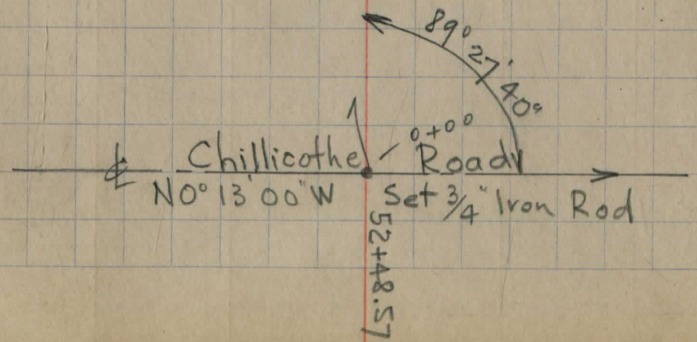 89° 27' 40"
0+00
℄ Chillicothe Road
N0° 13' 00" W Set 3/4" Iron Rod
52+48.57